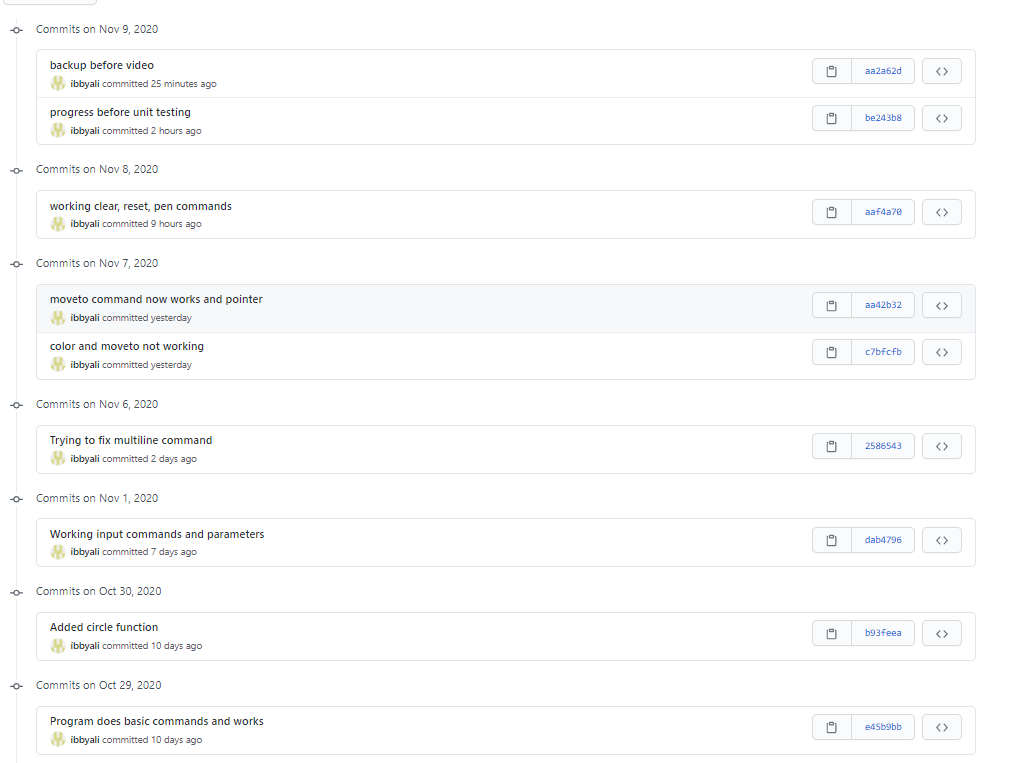 Commits on Nov 9, 2020
backup before video
aa2a62d
ibbyali committed 25 minutes ago
progress before unit testing
be243b8
ibbyali committed 2 hours ago
Commits on Nov 8, 2020
working clear, reset, pen commands
aaf4a70
ibbyali committed 9 hours ago
Commits on Nov 7, 2020
moveto command now works and pointer
aa42b32
ibbyali committed yesterday
color and moveto not working
c7bfcfb
ibbyali committed yesterday
Commits on Nov 6, 2020
Trying to fix multiline command
2586543
ibbyali committed 2 days ago
Commits on Nov 1, 2020
Working input commands and parameters
dab4796
ibbyali committed 7 days ago
Commits on Oct 30, 2020
Added circle function
b93feea
ibbyali committed 10 days ago
Commits on Oct 29, 2020
Program does basic commands and works
e45b9bb
ibbyali committed 10 days ago